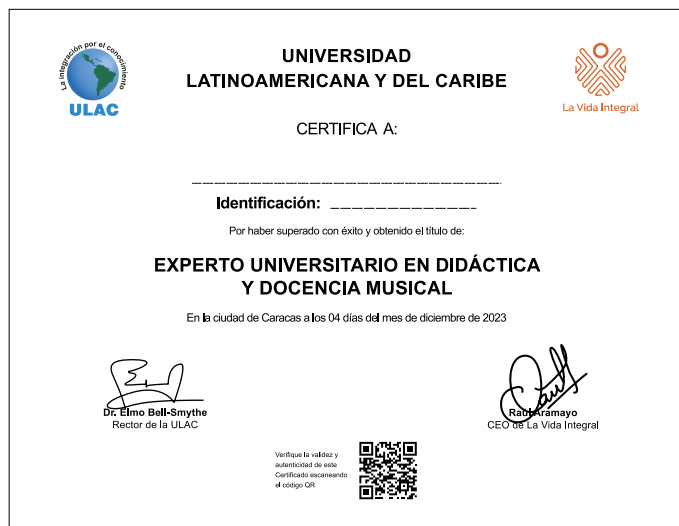 La integración por el conocimiento
ULAC
UNIVERSIDAD
LATINOAMERICANA Y DEL CARIBE
La Vida Integral
CERTIFICA A:
Identificación:
Por haber superado con éxito y obtenido el título de:
EXPERTO UNIVERSITARIO EN DIDÁCTICA
Y DOCENCIA MUSICAL
En la ciudad de Caracas a los 04 días del mes de diciembre de 2023
Dr. Elmo Bell-Smythe
Rector de la ULAC
Raúl Aramayo
CEO de La Vida Integral
Verifique la validez y
autenticidad de este
Certificado escaneando
el código QR